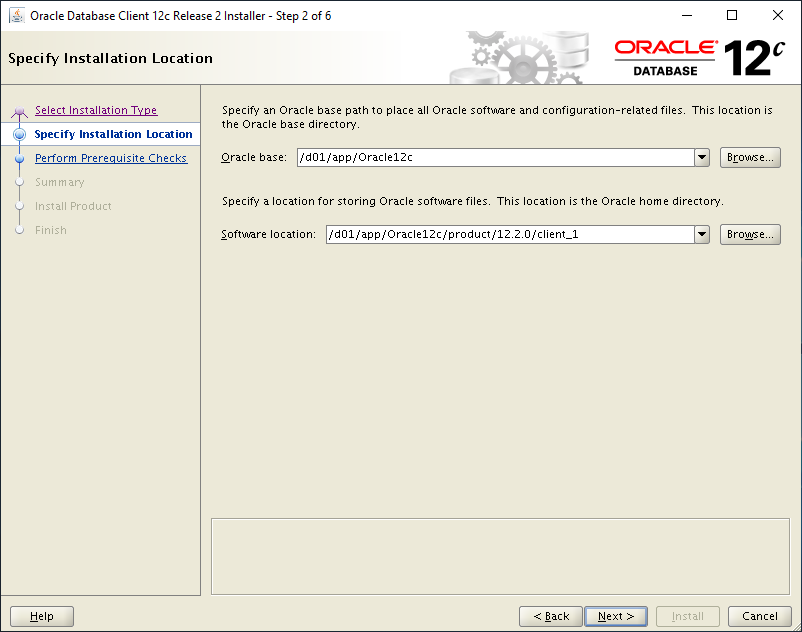 Oracle Database Client 12c Release 2 Installer - Step 2 of 6
Specify Installation Location
ORACLE®
DATABASE
12c
Select Installation Type
Specify Installation Location
Perform Prerequisite Checks
Summary
Install Product
Finish
Specify an Oracle base path to place all Oracle software and configuration-related files. This location is
the Oracle base directory.
Oracle base: /d01/app/Oracle12c Browse...
Specify a location for storing Oracle software files. This location is the Oracle home directory.
Software location: /d01/app/Oracle12c/product/12.2.0/client_1 Browse...
Help < Back Next > Install Cancel